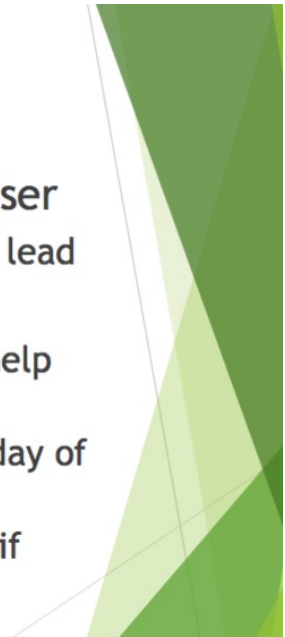 ser
lead
elp
day of
if